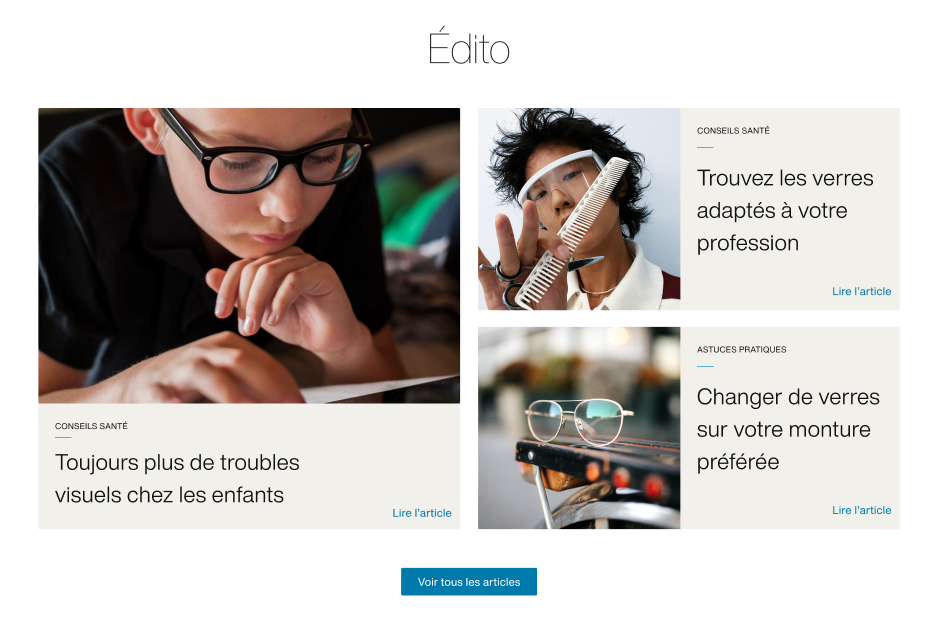 Édito
CONSEILS SANTÉ
Toujours plus de troubles
visuels chez les enfants
Lire l'article
CONSEILS SANTÉ
Trouvez les verres
adaptés à votre
profession
Lire l'article
ASTUCES PRATIQUES
Changer de verres
sur votre monture
préférée
Lire l'article
Voir tous les articles